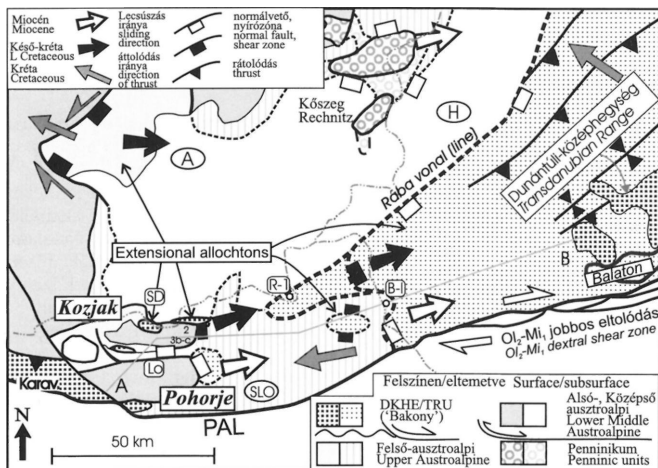 Miocén
Miocene
Késő-kréta
L Cretaceous
Kréta
Cretaceous
Lecsúszás
iránya
sliding
direction
áttolódás
iránya
direction
of thrust
normálvető,
nyírózóna
normal fault,
shear zone
rátolódás
thrust
Kőszeg
Rechnitz
H
A
Rába vonal (line)
Dunántúli-középhegység
Transdanubian Range
Extensional allochtons
B
Balaton
R-I
B-I
SD
Kozjak
2
3b-c
Lo
Karav.
A
Pohorje
SLO
PAL
Ol₂-Mi₁ jobbos eltolódás
Ol₂-Mi₁ dextral shear zone
N
50 km
Felszínen/eltemetve Surface/subsurface
DKHE/TRU
('Bakony')
Felső-ausztroalpi
Upper Austroalpine
Alsó-, Középső
ausztroalpi
Lower Middle
Austroalpine
Penninikum
Penninic units